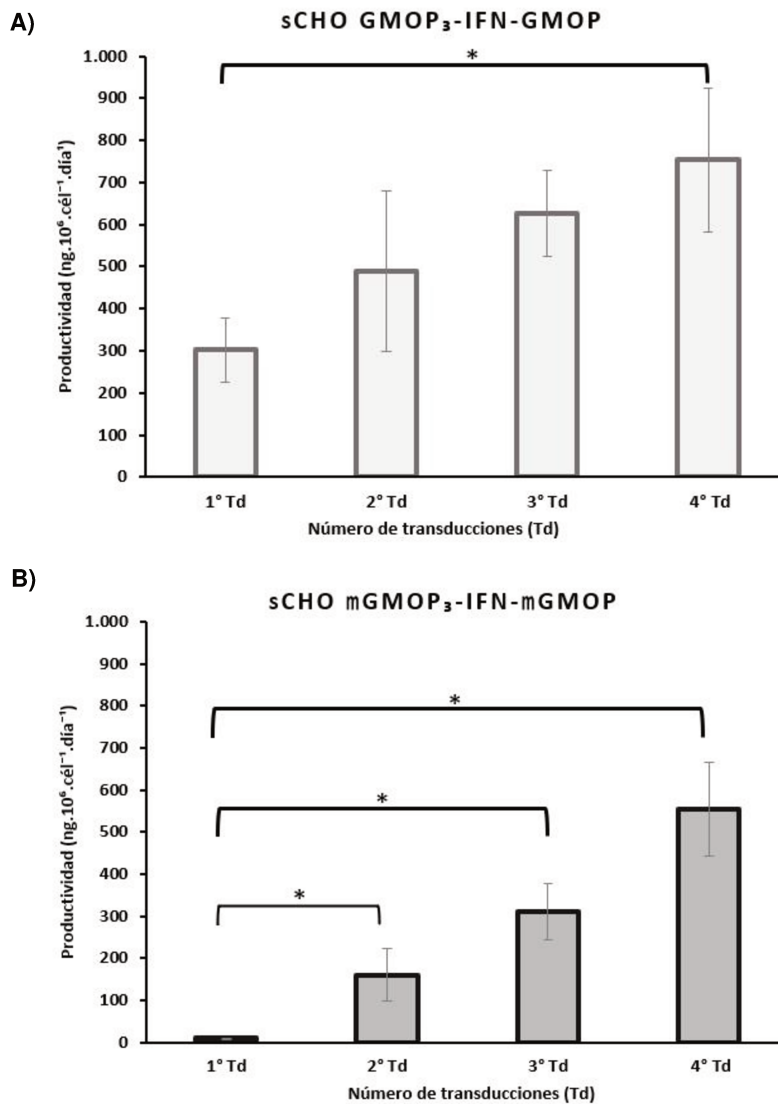 A)
sCHO GMOP₃-IFN-GMOP
Productividad (ng.10⁶.cél⁻¹.día¹)
1.000
900
800
700
600
500
400
300
200
100
0
*
1° Td
2° Td
3° Td
4° Td
Número de transducciones (Td)
B)
sCHO mGMOP₃-IFN-mGMOP
Productividad (ng.10⁶.cél⁻¹.día⁻¹)
1.000
900
800
700
600
500
400
300
200
100
0
*
*
*
1° Td
2° Td
3° Td
4° Td
Número de transducciones (Td)